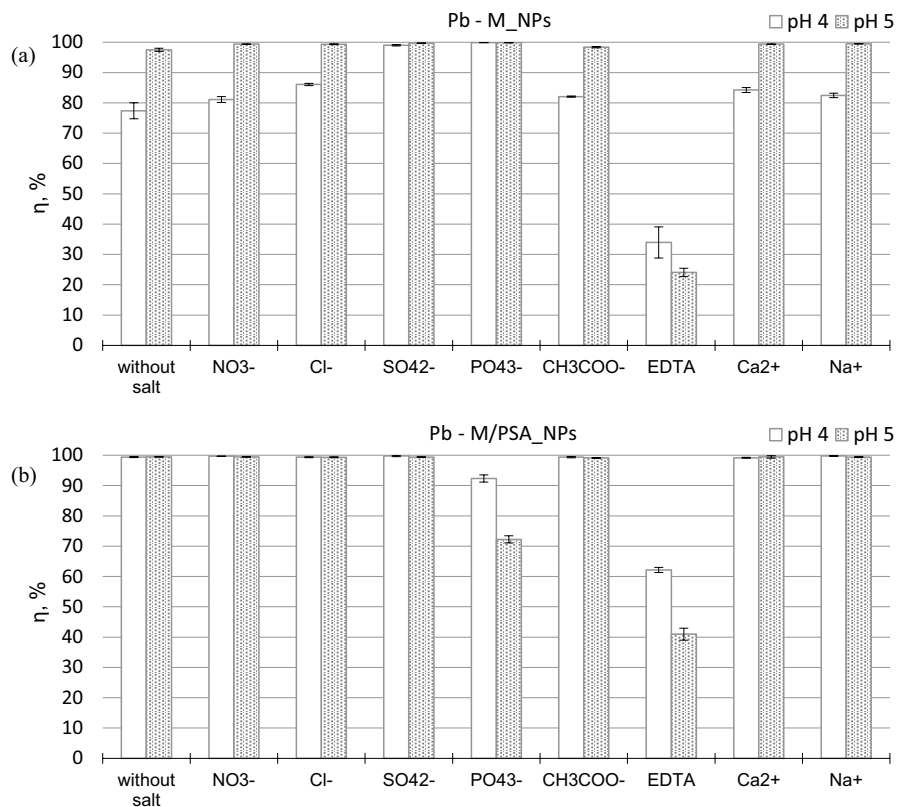 Pb - M_NPs
pH 4 pH 5
(a)
100
90
80
70
60
50
40
30
20
10
0
η, %
without salt NO3- Cl- SO42- PO43- CH3COO- EDTA Ca2+ Na+
Pb - M/PSA_NPs
pH 4 pH 5
(b)
100
90
80
70
60
50
40
30
20
10
0
η, %
without salt NO3- Cl- SO42- PO43- CH3COO- EDTA Ca2+ Na+